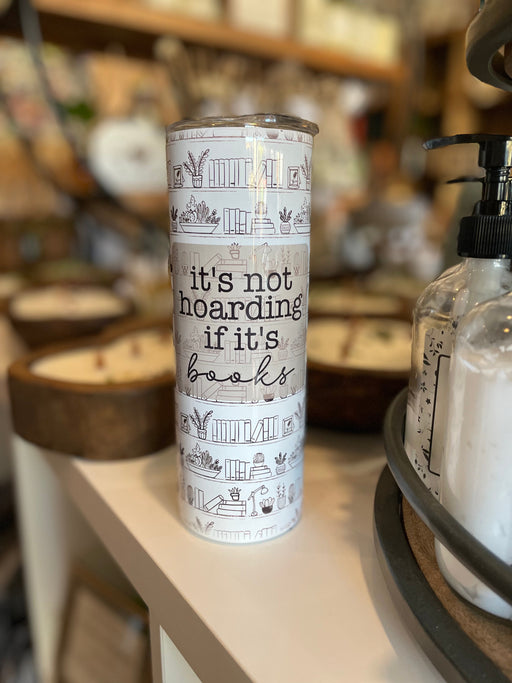 it's not
hoarding
if it's
books